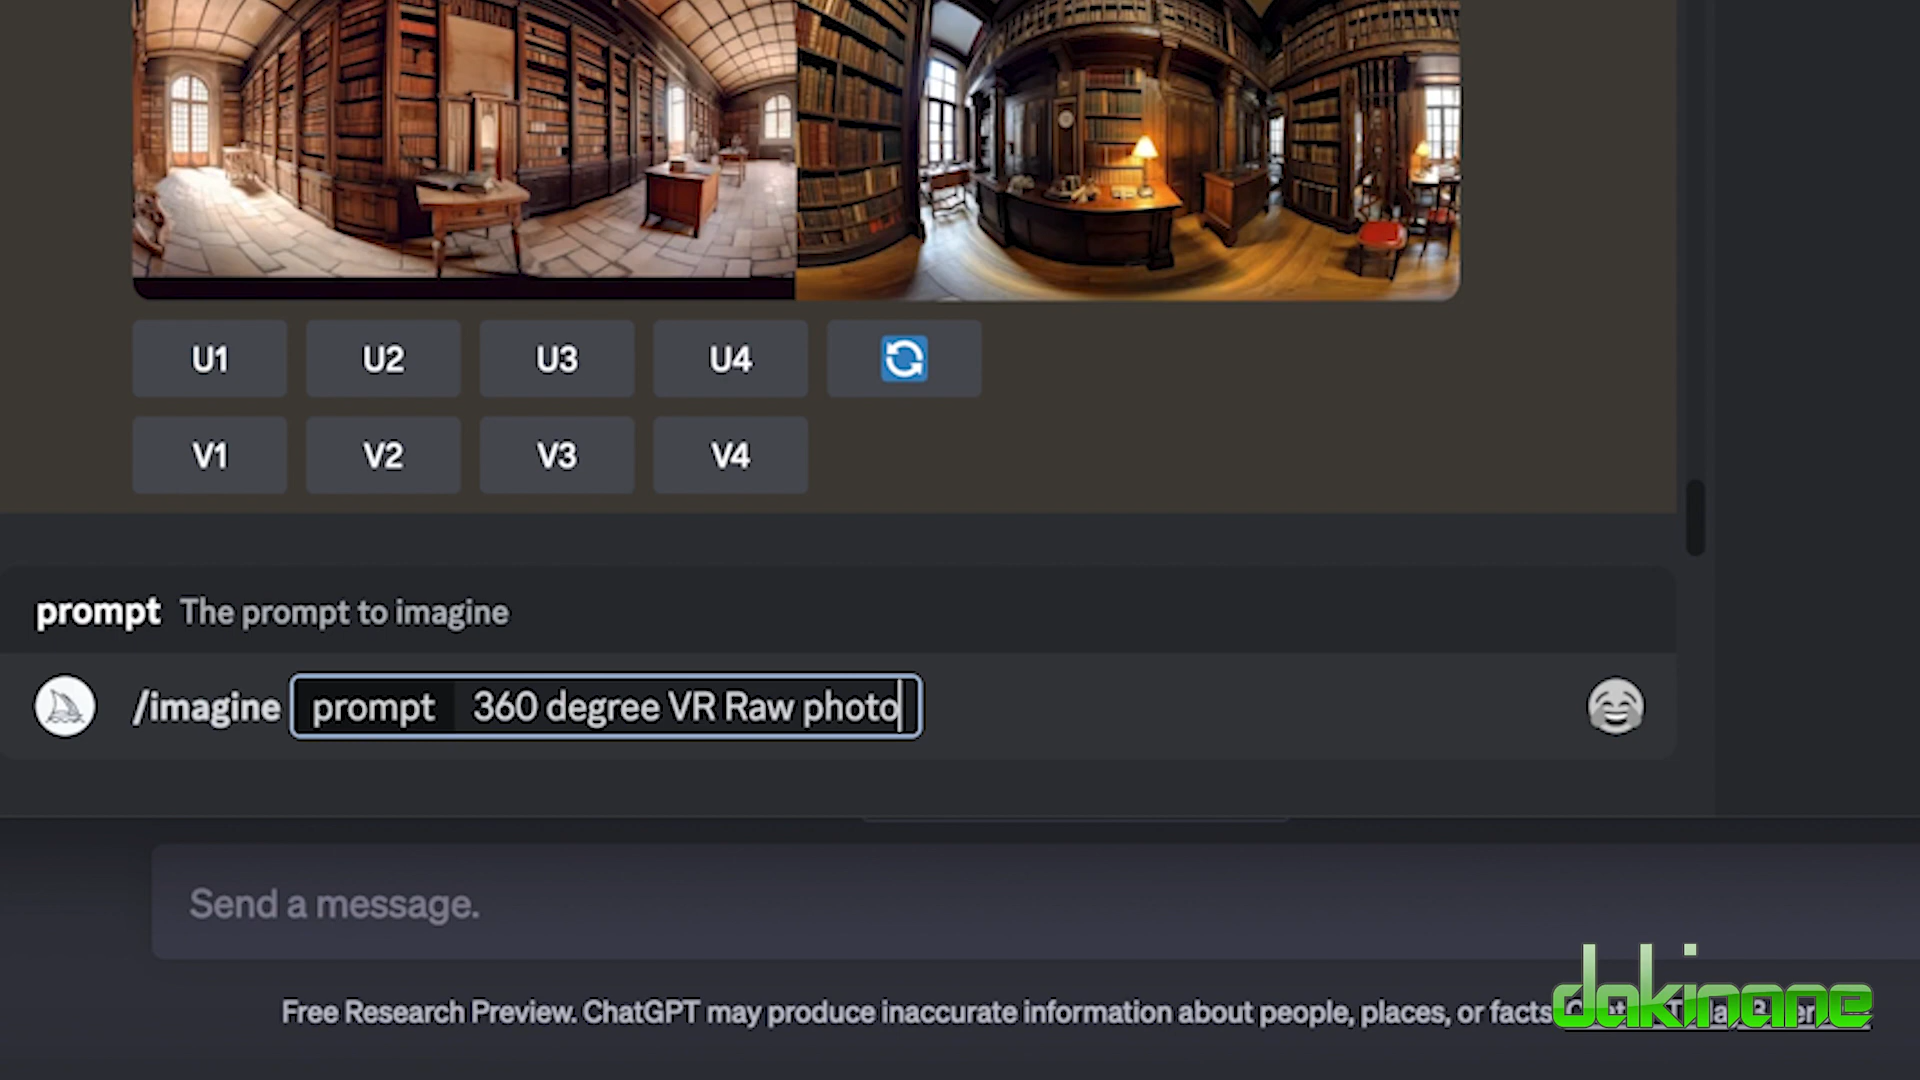 U1 U2 U3 U4
V1 V2 V3 V4
prompt The prompt to imagine
/imagine prompt 360 degree VR Raw photo
Send a message.
Free Research Preview. ChatGPT may produce inaccurate information about people, places, or facts
dakinane